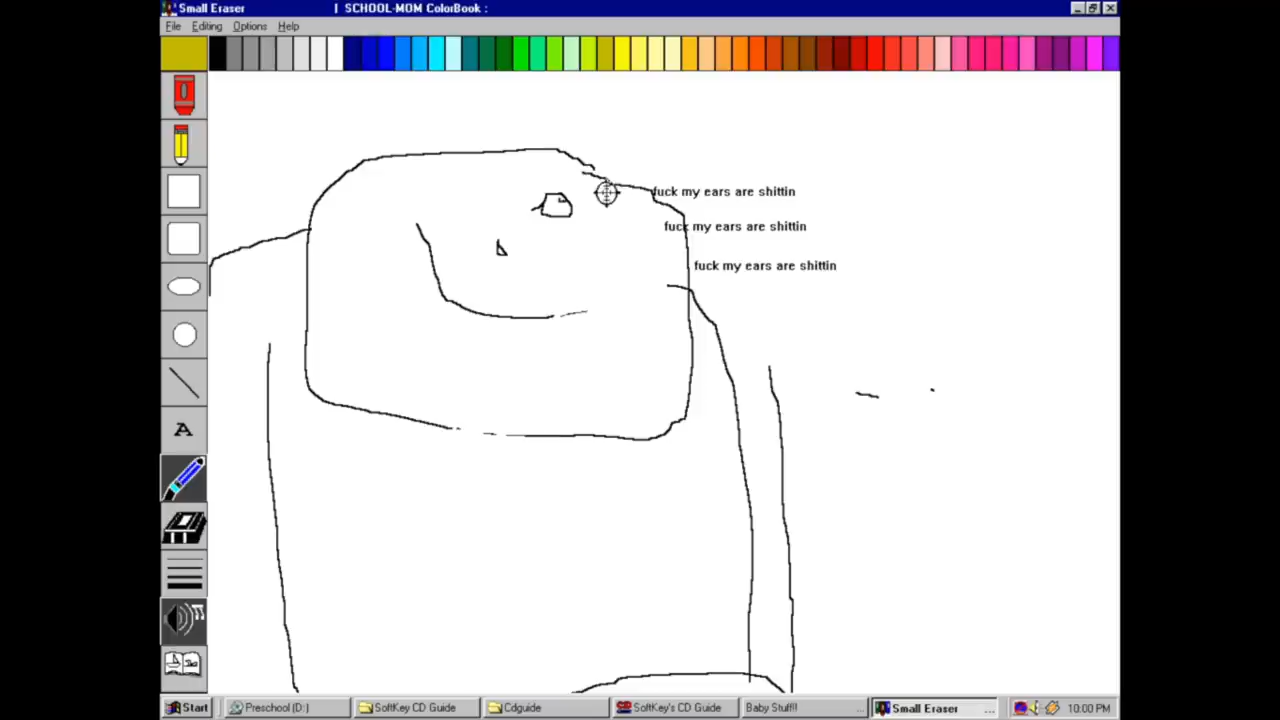 Small Eraser | SCHOOL-MOM ColorBook :
File Editing Options Help
fuck my ears are shittin
fuck my ears are shittin
fuck my ears are shittin
A
Start Preschool (D:) SoftKey CD Guide Cdguide SoftKey's CD Guide Baby Stuff!! ... Small Eraser ... 10:00 PM